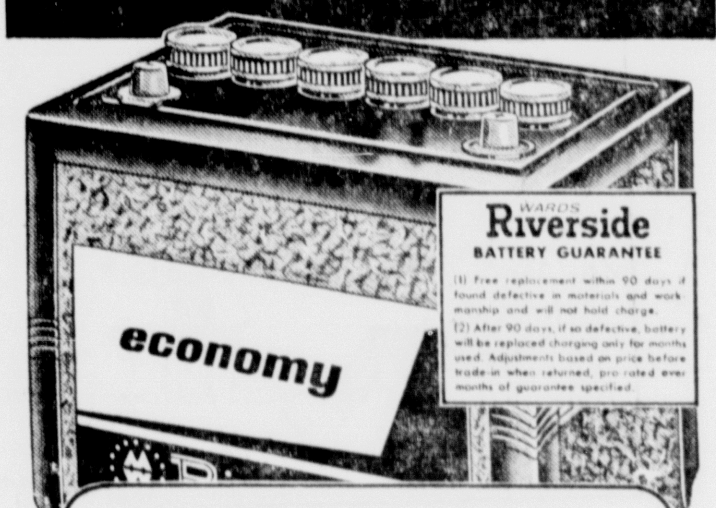 economy
WARDS
Riverside
BATTERY GUARANTEE
(1) Free replacement within 90 days if
found defective in materials and work-
manship and will not hold charge.
(2) After 90 days, if so defective, battery
will be replaced charging only for months
used. Adjustments based on price before
trade-in when returned, pro rated over
months of guarantee specified.